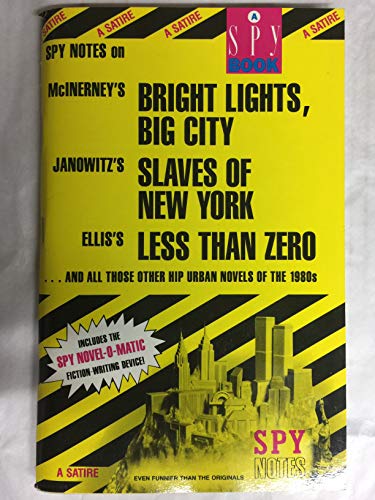 A SATIRE
A SATIRE
A SATIRE
A SATIRE
A
SPY
BOOK
SPY NOTES on
McINERNEY'S BRIGHT LIGHTS,
BIG CITY
JANOWITZ'S SLAVES OF
NEW YORK
ELLIS'S LESS THAN ZERO
. . . AND ALL THOSE OTHER HIP URBAN NOVELS OF THE 1980s
INCLUDES THE
SPY NOVEL-O-MATIC
FICTION-WRITING DEVICE!
SPY
NOTES
A SATIRE
EVEN FUNNIER THAN THE ORIGINALS